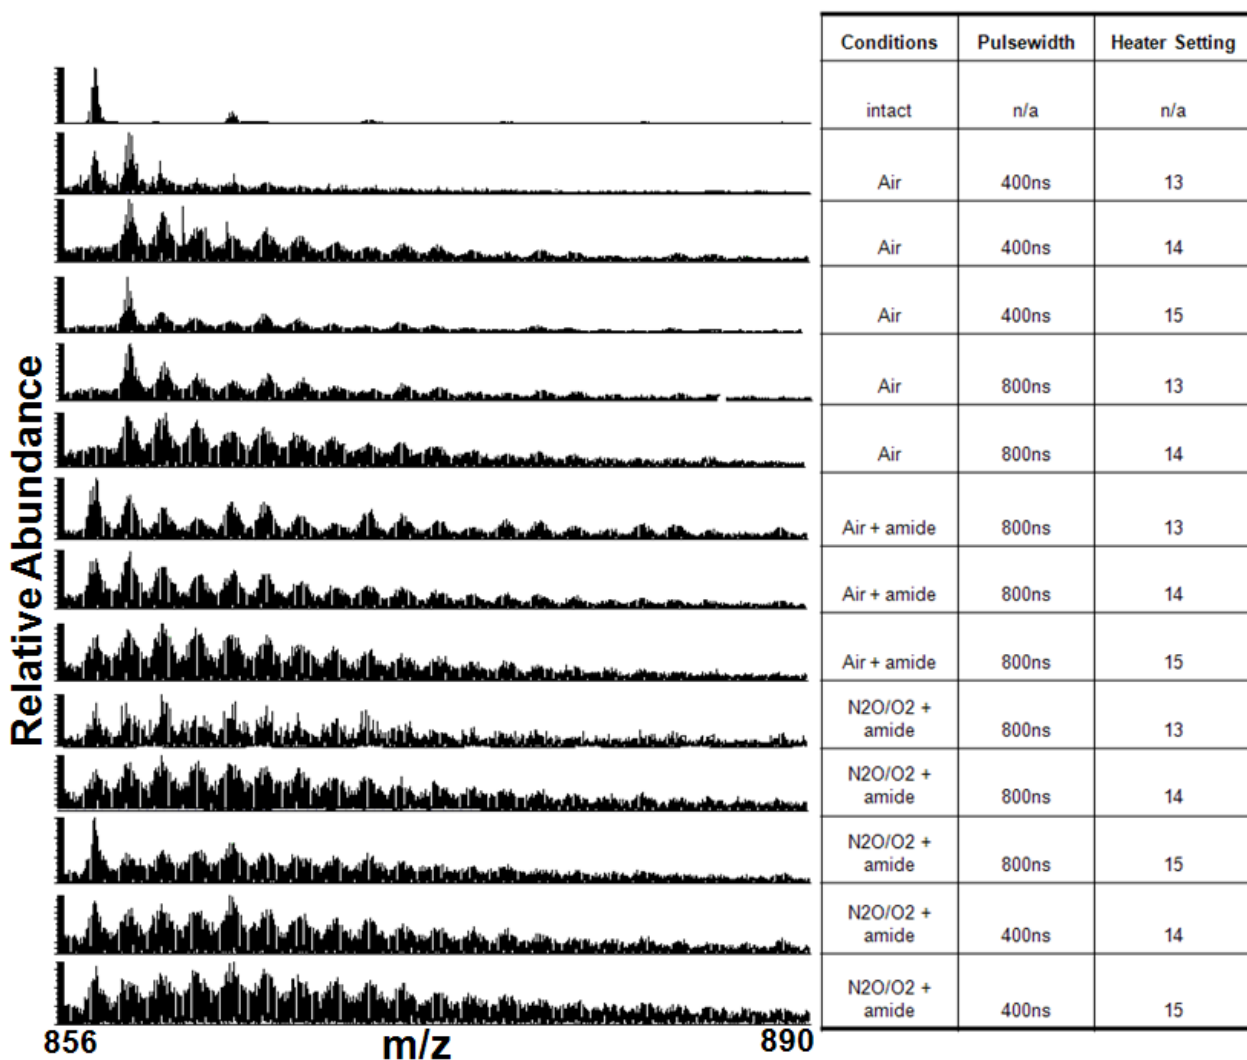 Conditions Pulsewidth Heater Setting
intact n/a n/a
Air 400ns 13
Air 400ns 14
Air 400ns 15
Air 800ns 13
Air 800ns 14
Air + amide 800ns 13
Air + amide 800ns 14
Air + amide 800ns 15
N2O/O2 +
amide 800ns 13
N2O/O2 +
amide 800ns 14
N2O/O2 +
amide 800ns 15
N2O/O2 +
amide 400ns 14
N2O/O2 +
amide 400ns 15
Relative Abundance
856 m/z 890